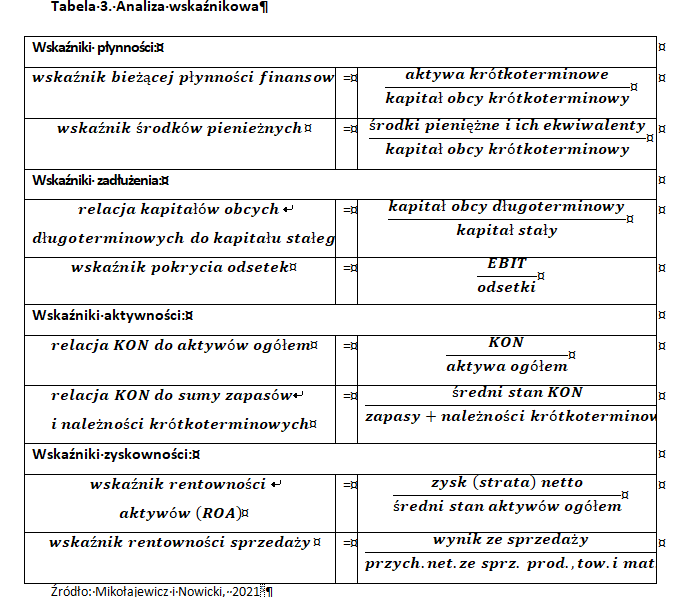 Tabela 3. Analiza wskaźnikowa¶
Wskaźniki płynności:¤
wskaźnik bieżącej płynności finansow =¤ aktywa krótkoterminowe ¤
kapitał obcy krótkoterminowy
wskaźnik środków pienieżnych¤ =¤ środki pieniężne i ich ekwiwalenty ¤
kapitał obcy krótkoterminowy
Wskaźniki zadłużenia:¤
relacja kapitałów obcych ↵ =¤ kapitał obcy długoterminowy ¤
długoterminowych do kapitału stałeg kapitał stały
wskaźnik pokrycia odsetek¤ =¤ EBIT ¤
odsetki
Wskaźniki aktywności:¤
relacja KON do aktywów ogółem¤ =¤ KON ¤
aktywa ogółem
relacja KON do sumy zapasów↵ =¤ średni stan KON
i należności krótkoterminowych¤ zapasy + należności krótkoterminow
Wskaźniki zyskowności:¤
wskaźnik rentowności ↵ =¤ zysk (strata) netto ¤
aktywów (ROA)¤ średni stan aktywów ogółem
wskaźnik rentowności sprzedaży¤ =¤ wynik ze sprzedaży
przych.net.ze sprz. prod.,tow.i mat
Źródło: Mikołajewicz i Nowicki, 2021¶